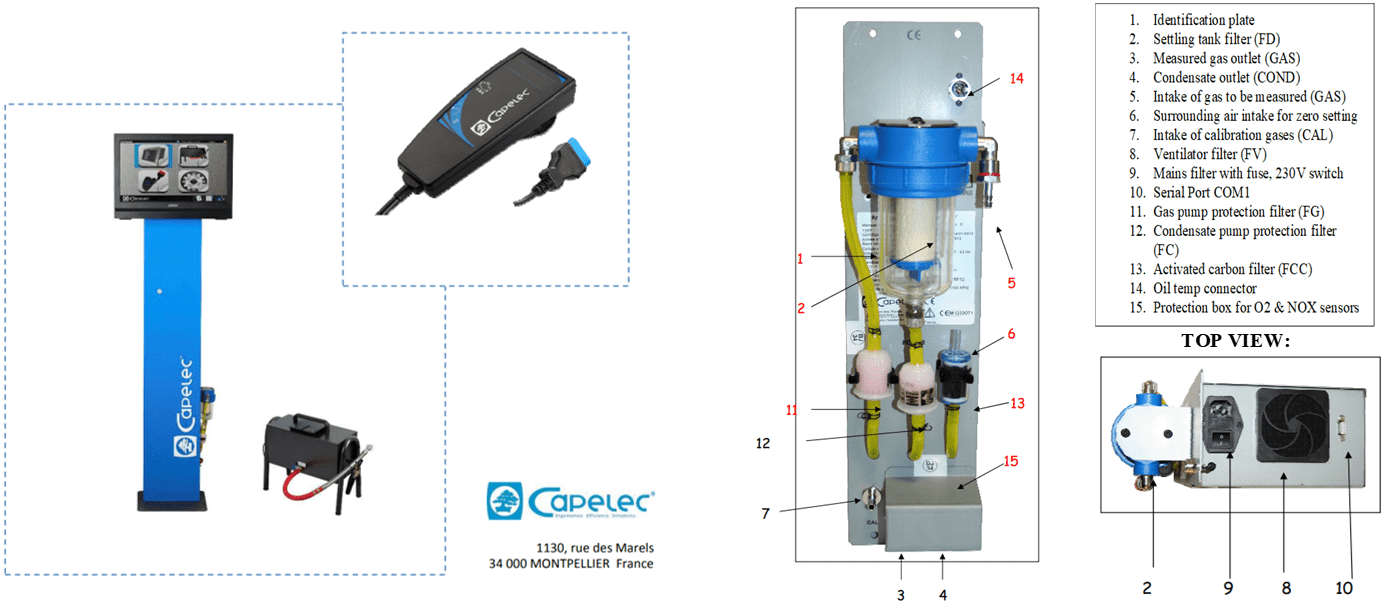 Capelec
Capelec
Capelec®
Capelec®
Ergonomique Efficiency Simplicity
1130, rue des Marels
34 000 MONTPELLIER France
CE
14
1
2
5
Capelec
CE
6
11
13
12
15
7
CAL
3
4
1. Identification plate
2. Settling tank filter (FD)
3. Measured gas outlet (GAS)
4. Condensate outlet (COND)
5. Intake of gas to be measured (GAS)
6. Surrounding air intake for zero setting
7. Intake of calibration gases (CAL)
8. Ventilator filter (FV)
9. Mains filter with fuse, 230V switch
10. Serial Port COM1
11. Gas pump protection filter (FG)
12. Condensate pump protection filter
(FC)
13. Activated carbon filter (FCC)
14. Oil temp connector
15. Protection box for O2 & NOX sensors
TOP VIEW:
2
9
8
10